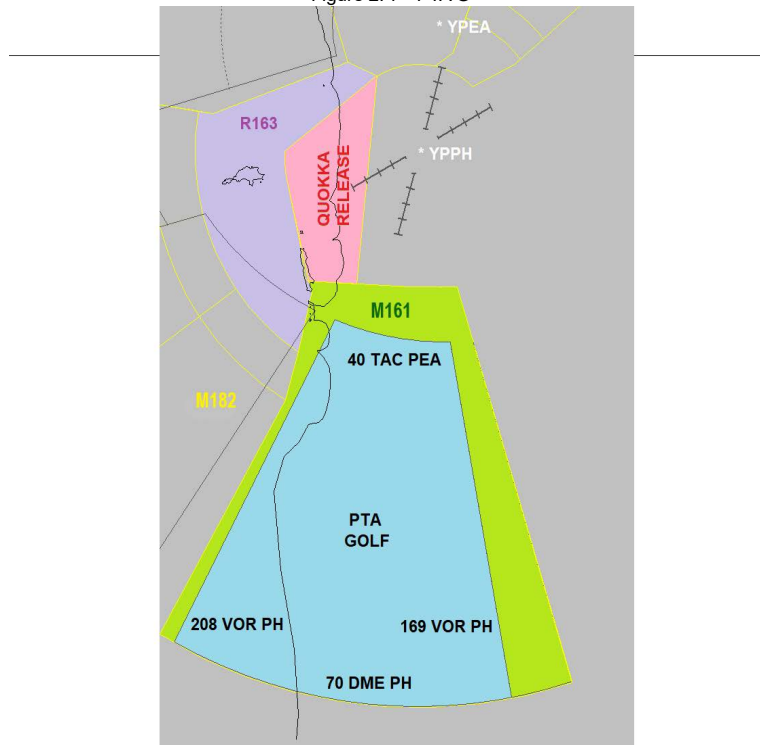 * YPEA
R163
* YPPH
QUOKKA
RELEASE
M161
40 TAC PEA
M182
PTA
GOLF
208 VOR PH
169 VOR PH
70 DME PH